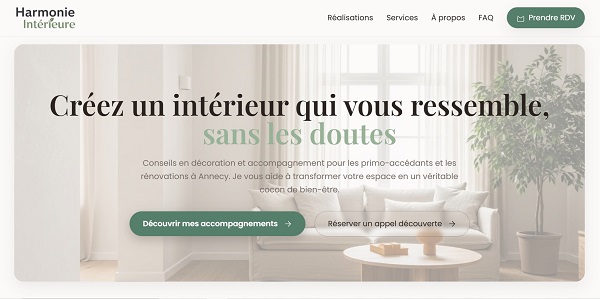 Harmonie
Intérieure
Réalisations Services À propos FAQ Prendre RDV
Créez un intérieur qui vous ressemble,
sans les doutes
Conseils en décoration et accompagnement pour les primo-accédants et les
rénovations à Annecy. Je vous aide à transformer votre espace en un véritable
cocon de bien-être.
Découvrir mes accompagnements → Réserver un appel découverte →